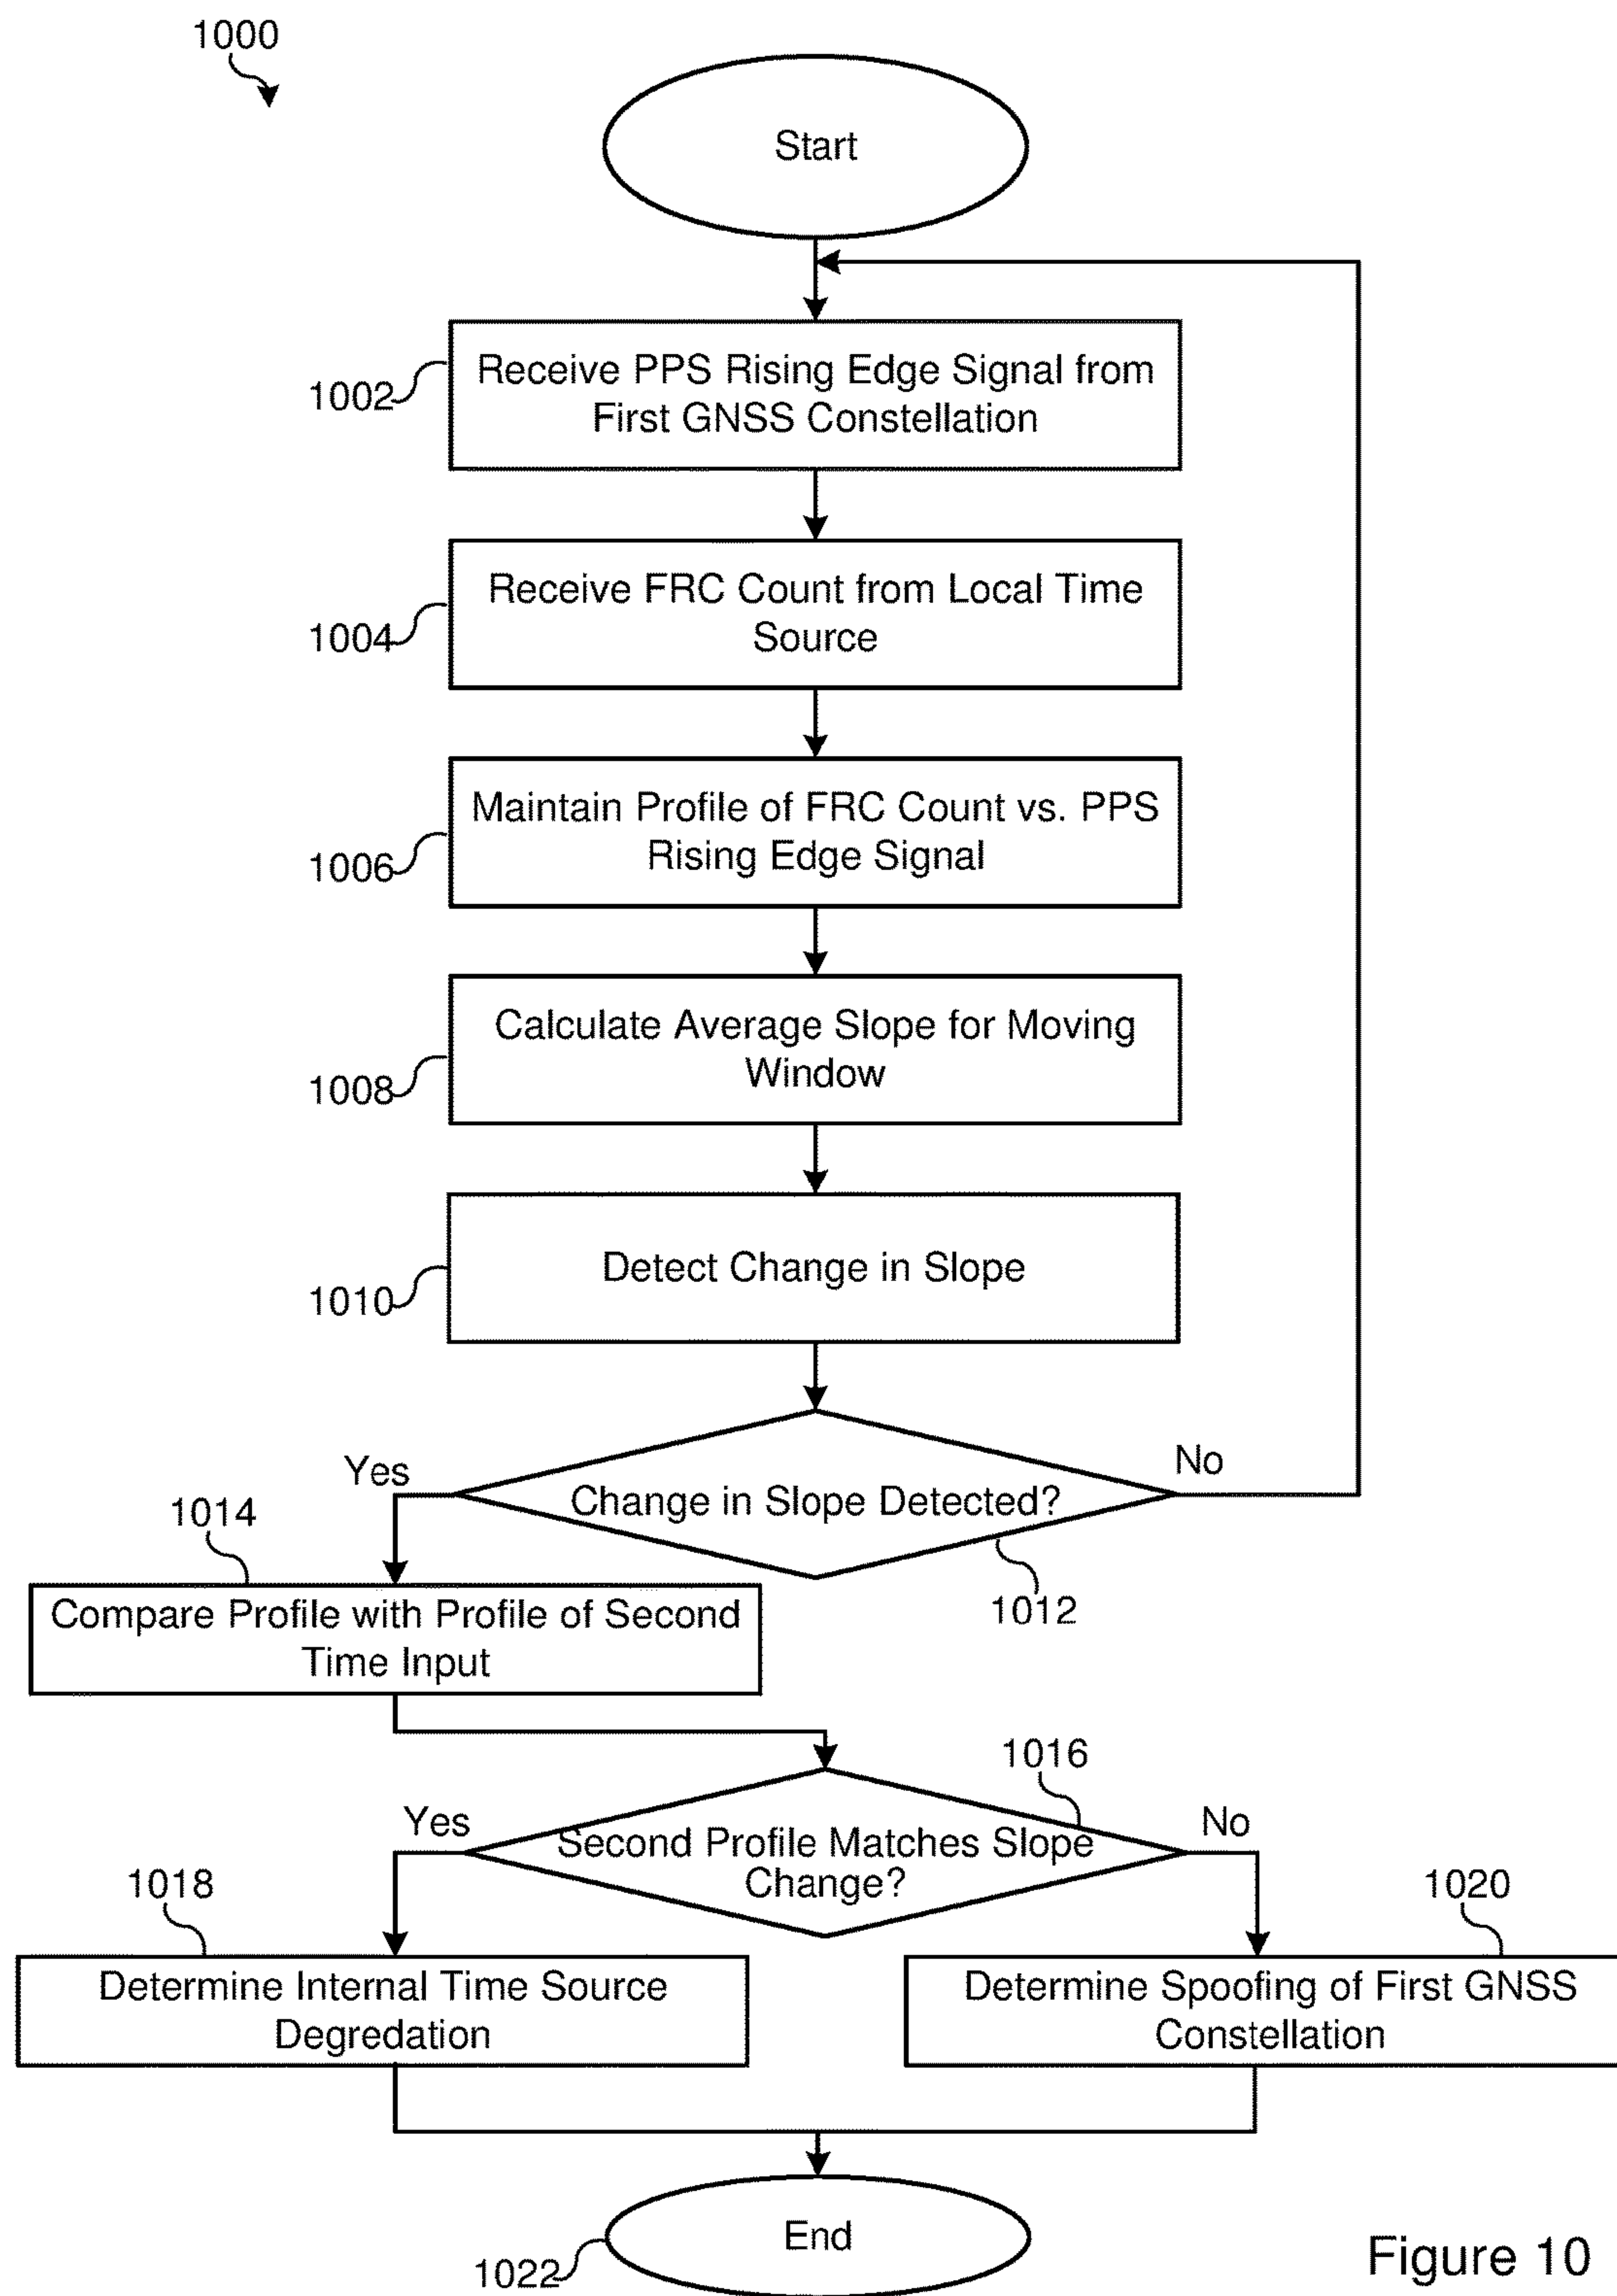 1000
Start
Receive PPS Rising Edge Signal from
First GNSS Constellation
1002
Receive FRC Count from Local Time
Source
1004
Maintain Profile of FRC Count vs. PPS
Rising Edge Signal
1006
Calculate Average Slope for Moving
Window
1008
Detect Change in Slope
1010
Yes
No
Change in Slope Detected?
1014
1012
Compare Profile with Profile of Second
Time Input
1016
Yes
No
Second Profile Matches Slope
Change?
1018
1020
Determine Internal Time Source
Degredation
Determine Spoofing of First GNSS
Constellation
End
1022
Figure 10